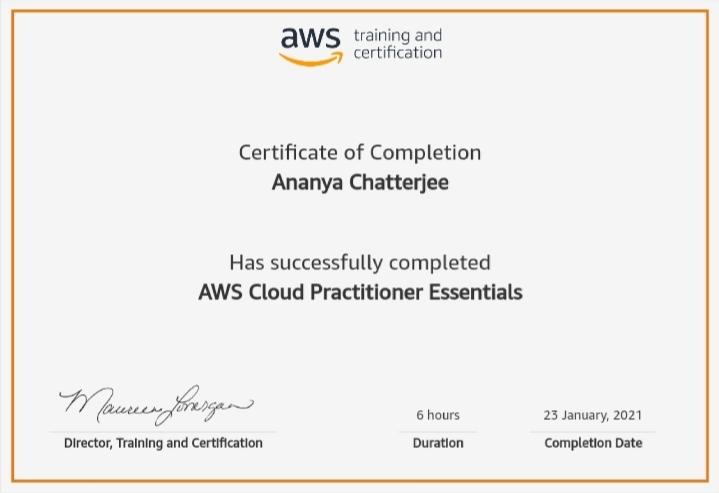 aws training and
certification
Certificate of Completion
Ananya Chatterjee
Has successfully completed
AWS Cloud Practitioner Essentials
Maureen Lonergan
Director, Training and Certification
6 hours
Duration
23 January, 2021
Completion Date